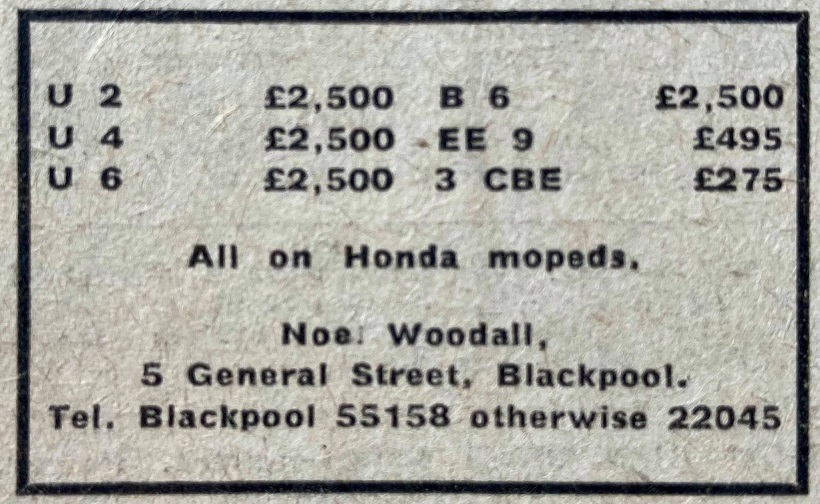 U 2 £2,500 B 6 £2,500
U 4 £2,500 EE 9 £495
U 6 £2,500 3 CBE £275
All on Honda mopeds.
Noel Woodall,
5 General Street, Blackpool.
Tel. Blackpool 55158 otherwise 22045